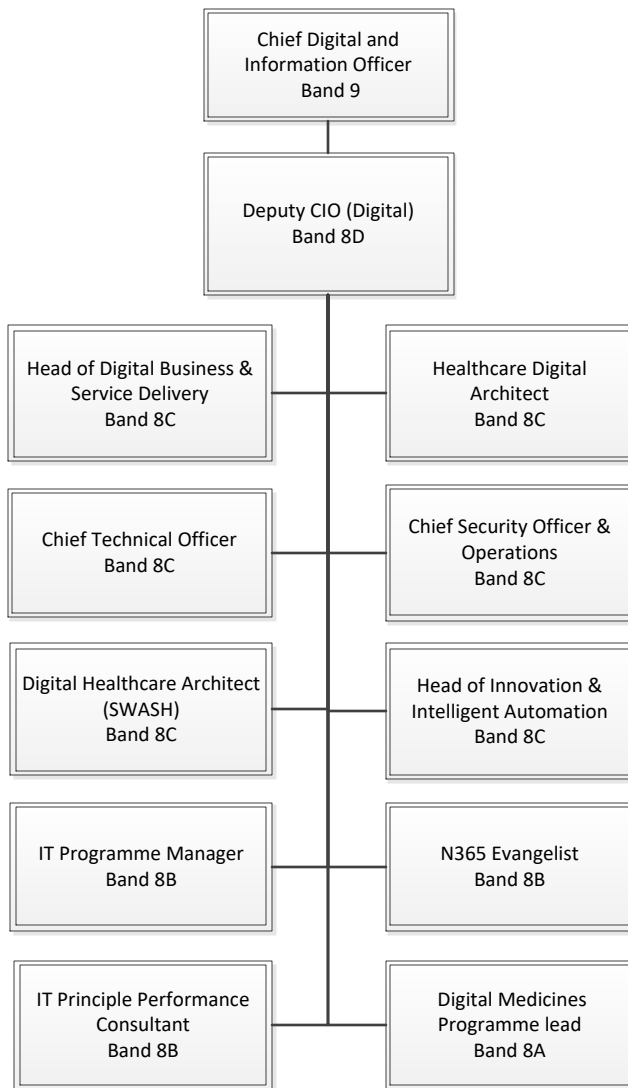 Chief Digital and
Information Officer
Band 9
Deputy CIO (Digital)
Band 8D
Head of Digital Business &
Service Delivery
Band 8C
Healthcare Digital
Architect
Band 8C
Chief Technical Officer
Band 8C
Chief Security Officer &
Operations
Band 8C
Digital Healthcare Architect
(SWASH)
Band 8C
Head of Innovation &
Intelligent Automation
Band 8C
IT Programme Manager
Band 8B
N365 Evangelist
Band 8B
IT Principle Performance
Consultant
Band 8B
Digital Medicines
Programme lead
Band 8A